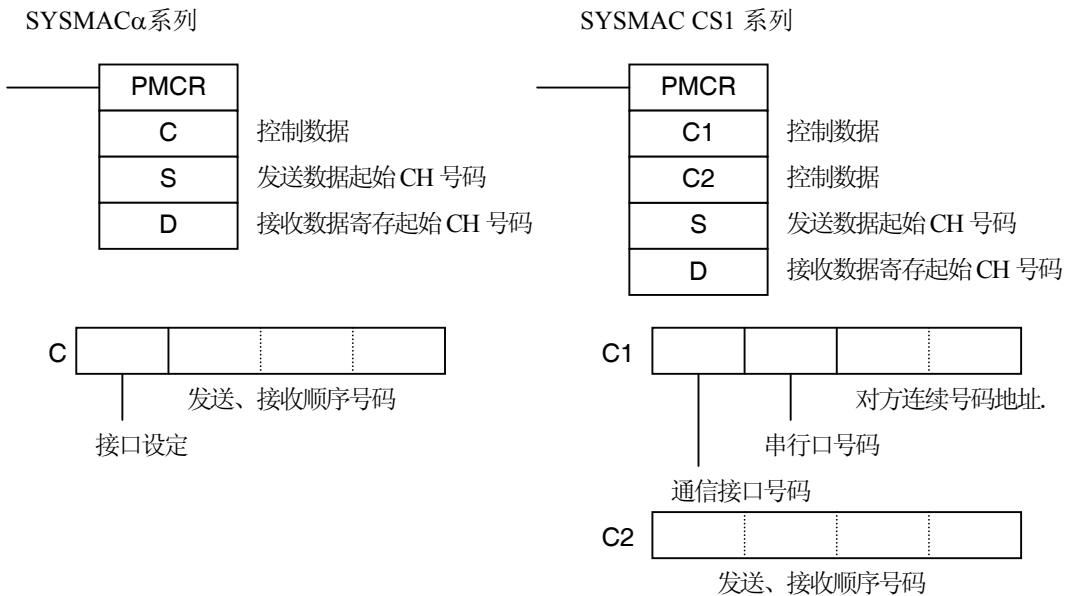 SYSMACα系列
PMCR
C 控制数据
S 发送数据起始 CH 号码
D 接收数据寄存起始 CH 号码
C
发送、接收顺序号码
接口设定
SYSMAC CS1 系列
PMCR
C1 控制数据
C2 控制数据
S 发送数据起始 CH 号码
D 接收数据寄存起始 CH 号码
C1
对方连续号码地址.
串行口号码
通信接口号码
C2
发送、接收顺序号码